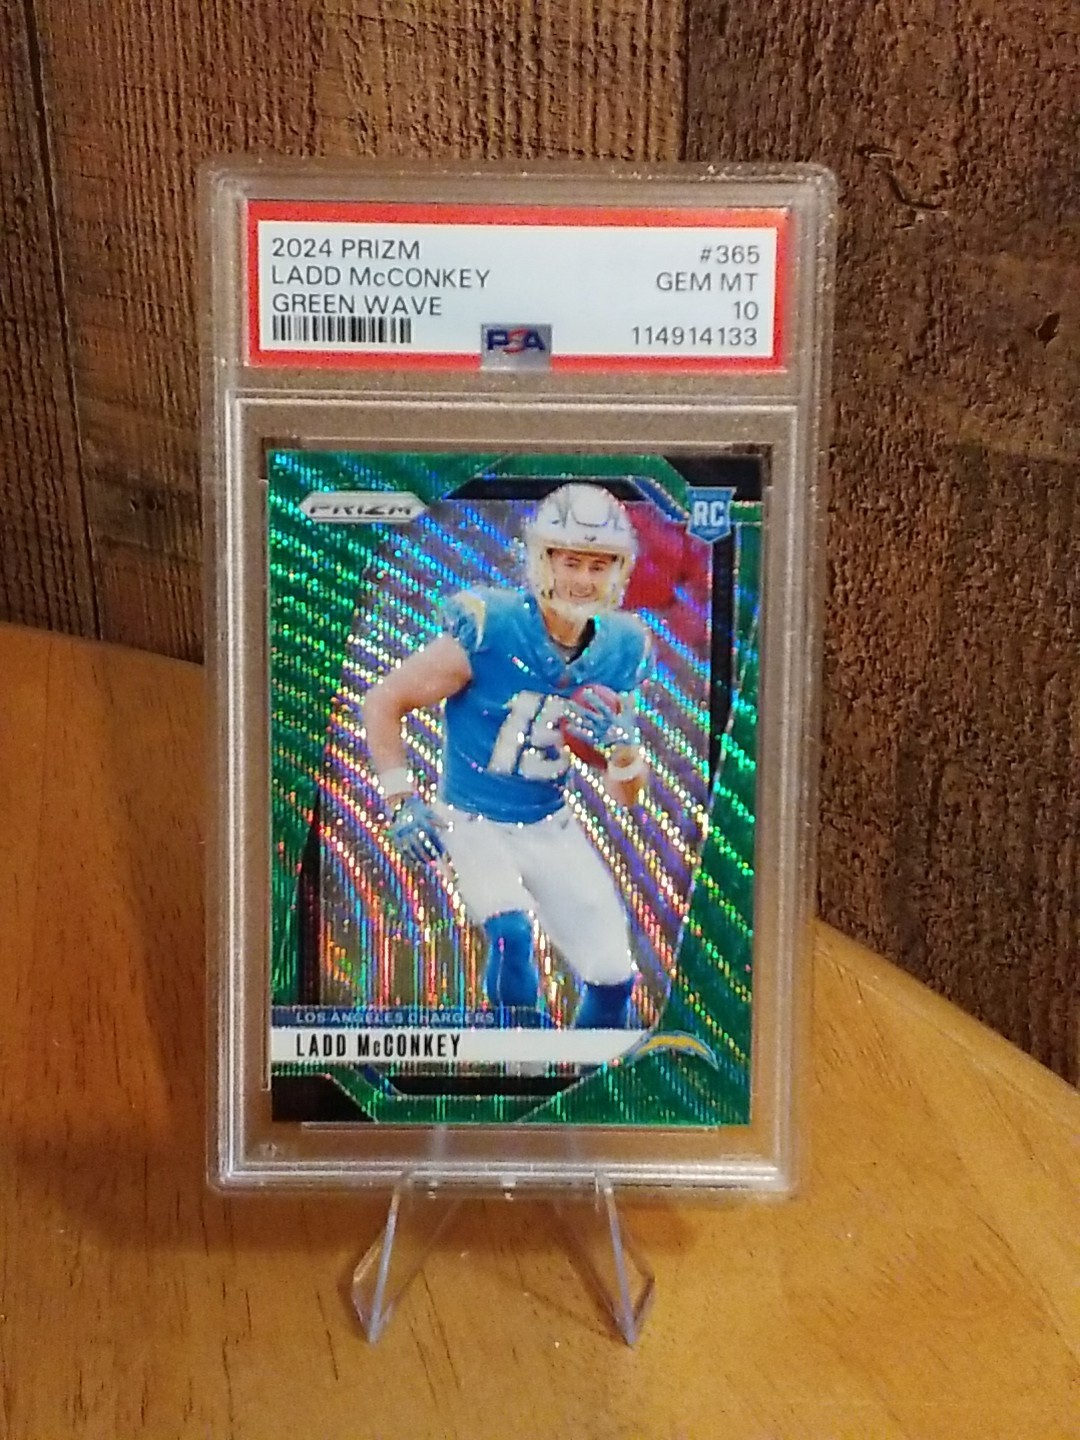 2024 PRIZM
#365
LADD McCONKEY
GEM MT
GREEN WAVE
10
PSA
114914133
PRIZM
RC
15
LOS ANGELES CHARGERS
LADD McCONKEY